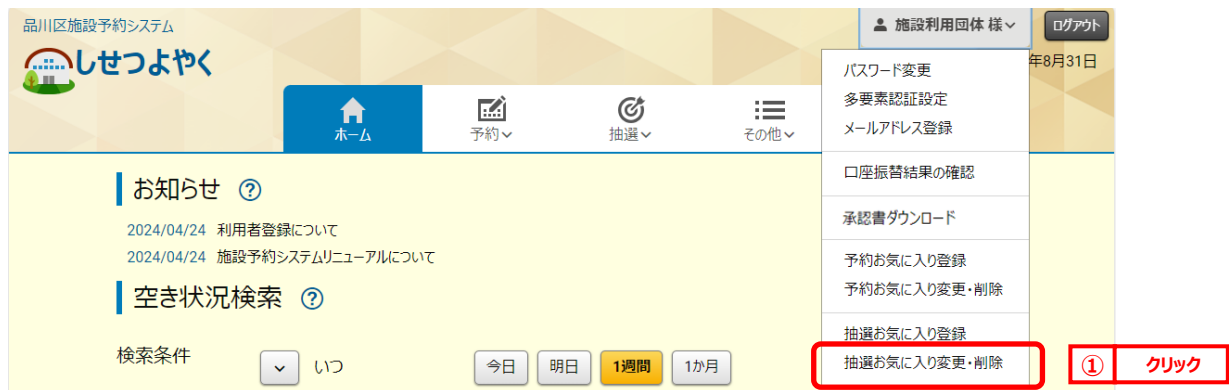 品川区施設予約システム
しせつよやく
施設利用団体 様
ログアウト
年8月31日
ホーム
予約
抽選
その他
パスワード変更
多要素認証設定
メールアドレス登録
口座振替結果の確認
承認書ダウンロード
予約お気に入り登録
予約お気に入り変更・削除
抽選お気に入り登録
抽選お気に入り変更・削除
① クリック
お知らせ ?
2024/04/24 利用者登録について
2024/04/24 施設予約システムリニューアルについて
空き状況検索 ?
検索条件 いつ 今日 明日 1週間 1か月